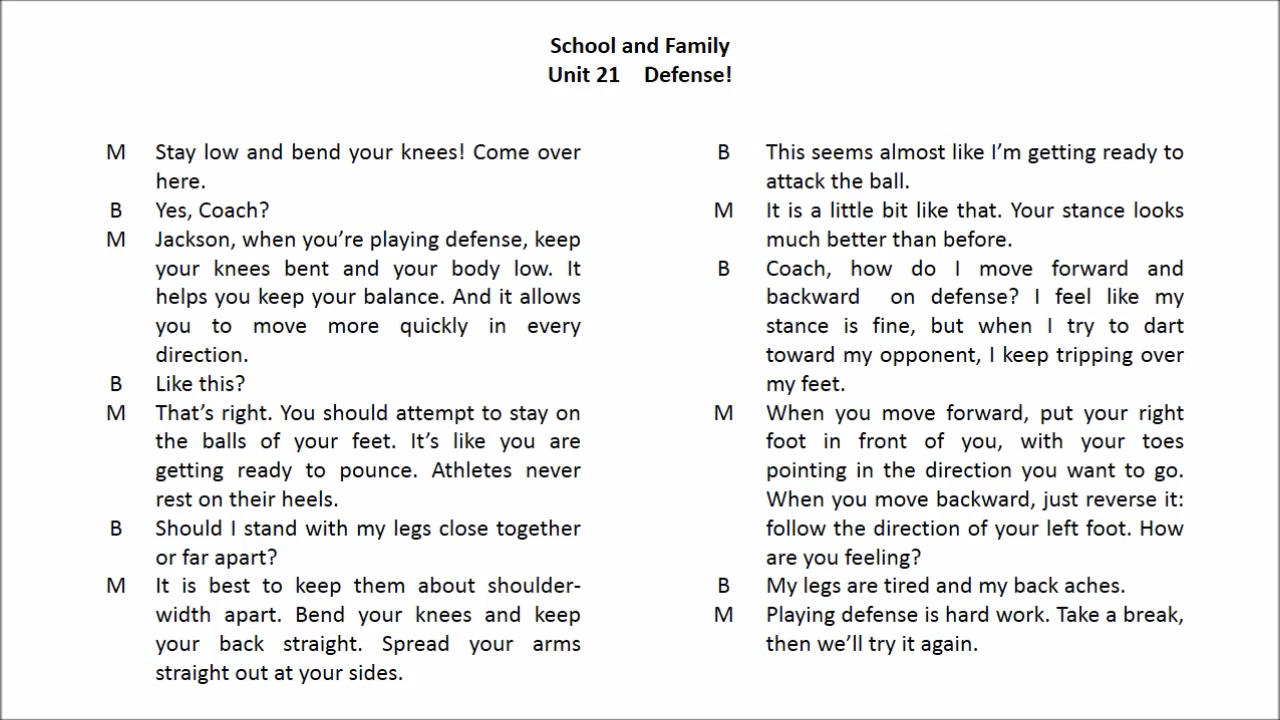 School and Family
Unit 21 Defense!
M Stay low and bend your knees! Come over
here.
B Yes, Coach?
M Jackson, when you’re playing defense, keep
your knees bent and your body low. It
helps you keep your balance. And it allows
you to move more quickly in every
direction.
B Like this?
M That’s right. You should attempt to stay on
the balls of your feet. It’s like you are
getting ready to pounce. Athletes never
rest on their heels.
B Should I stand with my legs close together
or far apart?
M It is best to keep them about shoulder-
width apart. Bend your knees and keep
your back straight. Spread your arms
straight out at your sides.
B This seems almost like I’m getting ready to
attack the ball.
M It is a little bit like that. Your stance looks
much better than before.
B Coach, how do I move forward and
backward on defense? I feel like my
stance is fine, but when I try to dart
toward my opponent, I keep tripping over
my feet.
M When you move forward, put your right
foot in front of you, with your toes
pointing in the direction you want to go.
When you move backward, just reverse it:
follow the direction of your left foot. How
are you feeling?
B My legs are tired and my back aches.
M Playing defense is hard work. Take a break,
then we’ll try it again.